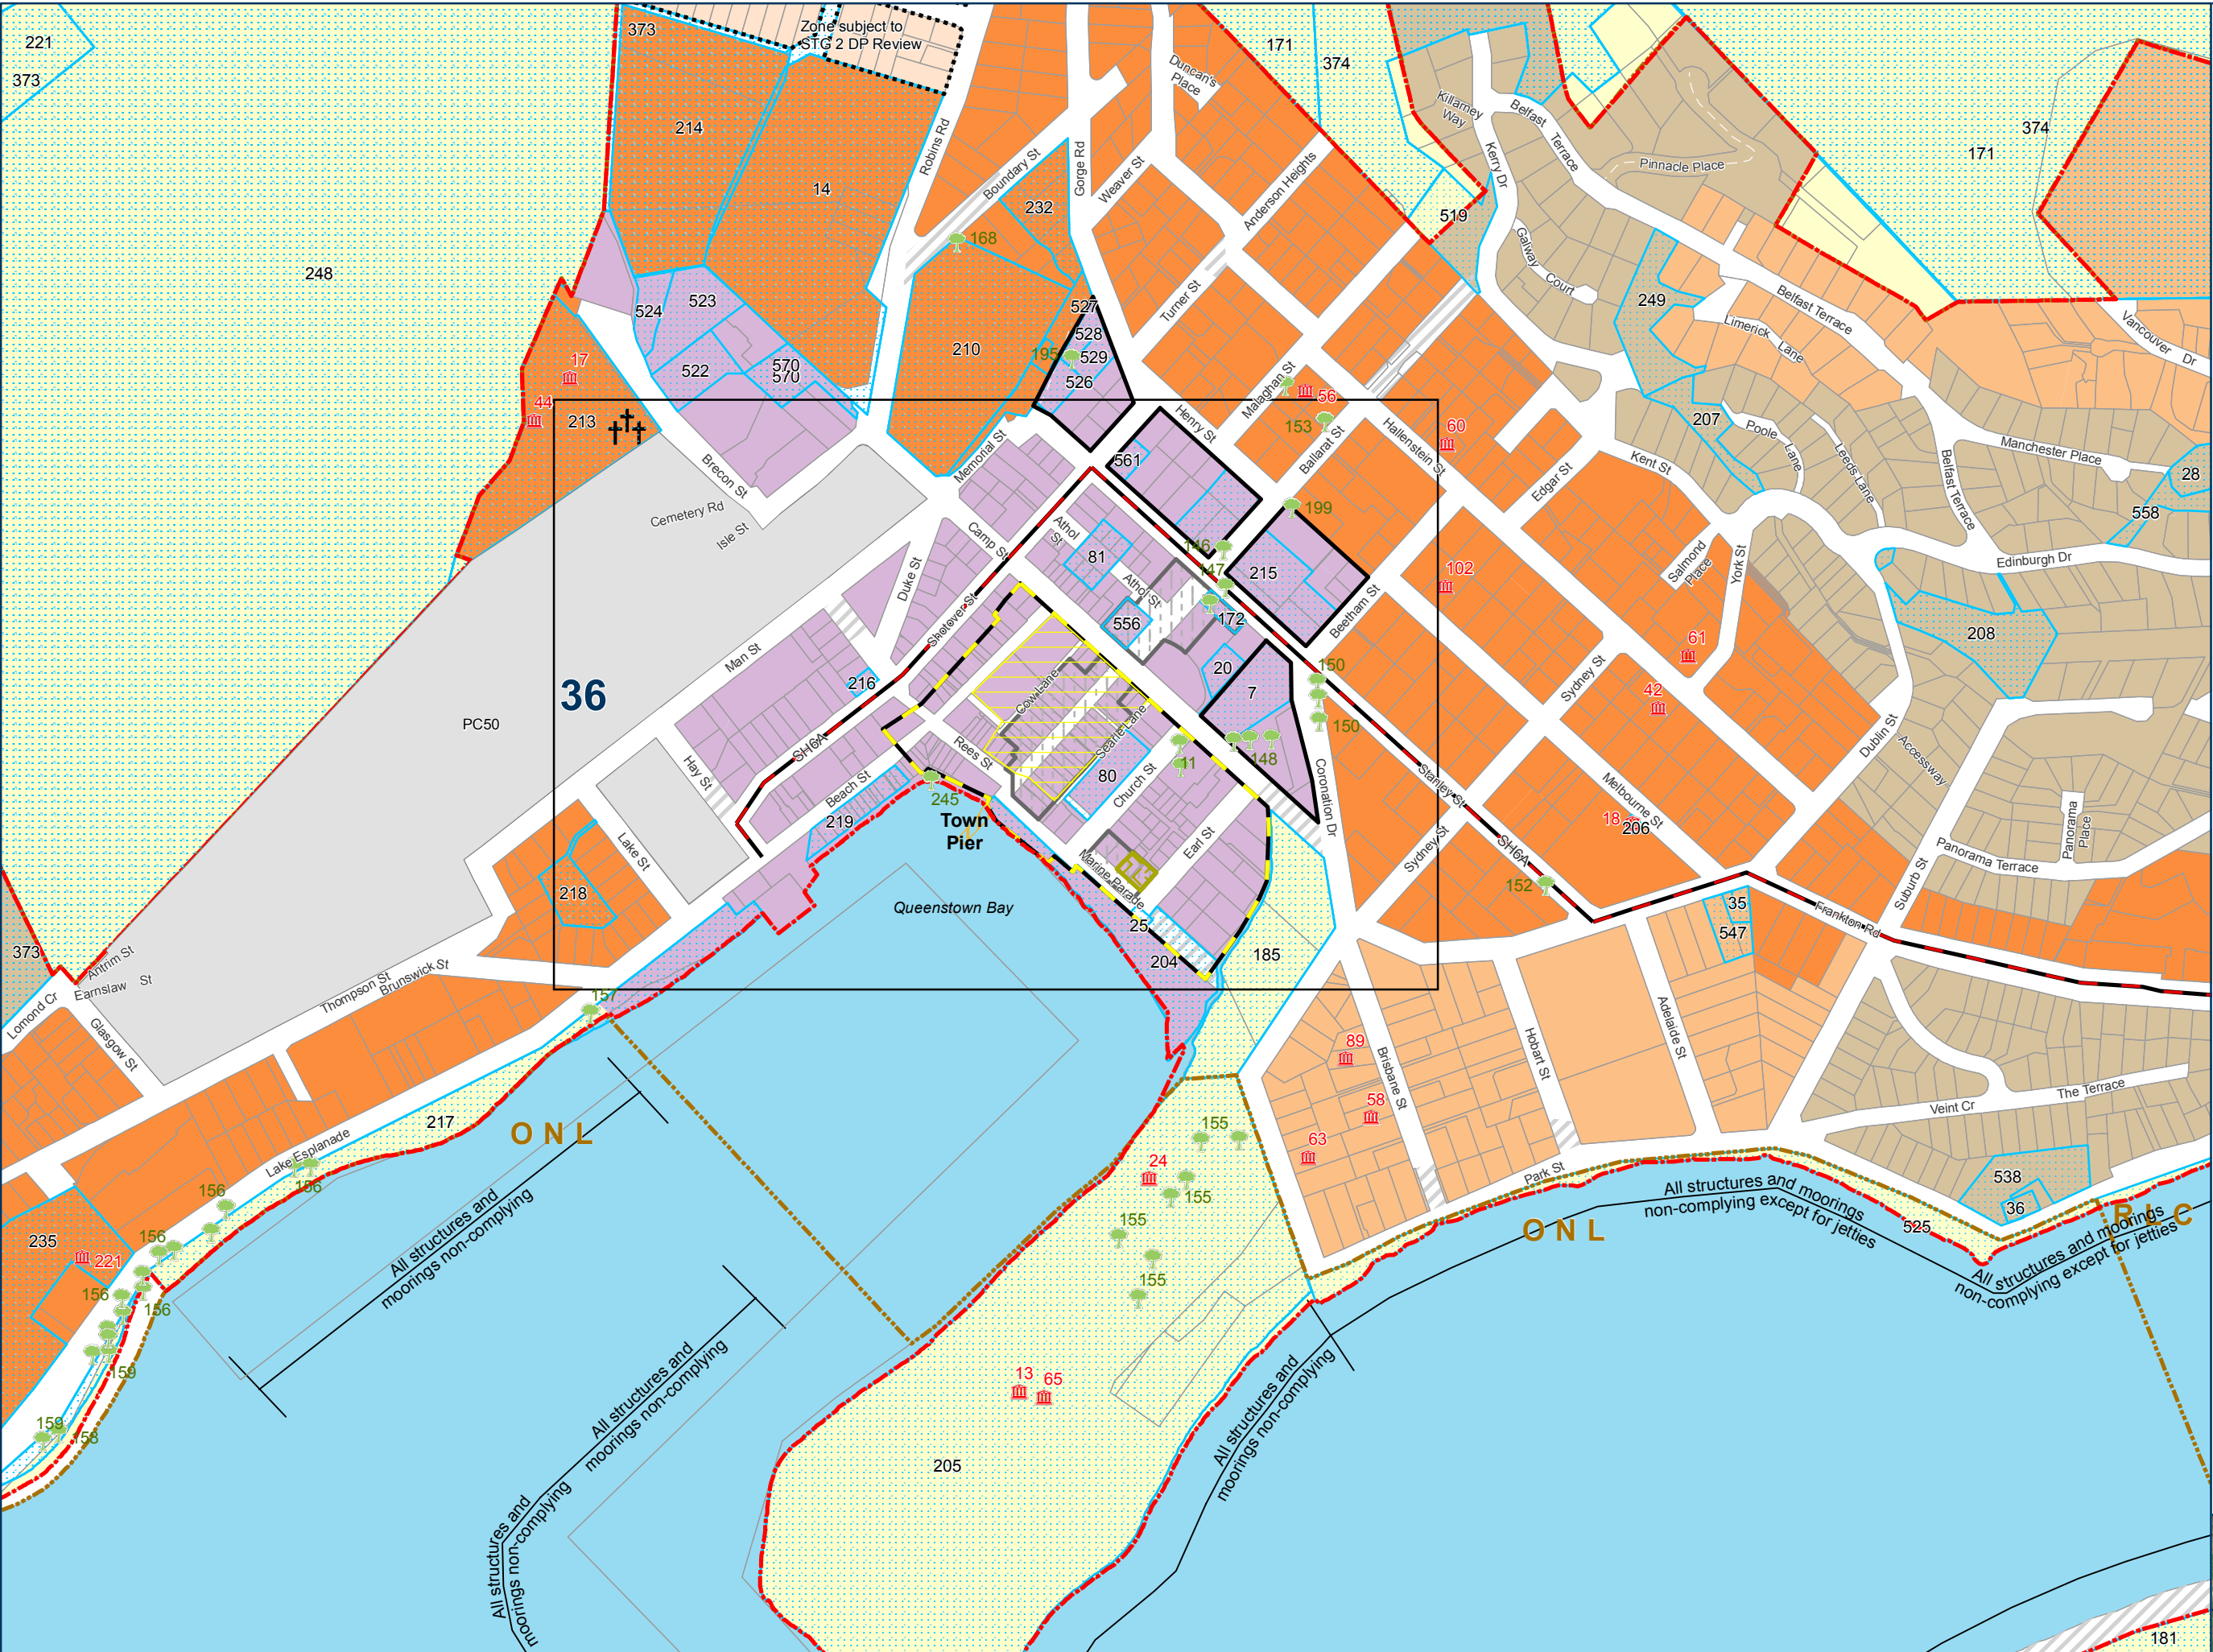 221
373
373
Zone subject to
STG 2 DP Review
171
374
Duncan's
Place
Killarney
Way
Belfast
Terrace
Kerry Dr
Pinnacle Place
374
171
214
14
Robins Rd
Boundary St
Gorge Rd
Weaver St
Anderson Heights
232
168
519
Galway
Court
249
Belfast Terrace
Limerick Lane
Vancouver Dr
248
524
523
522
570
570
210
527
528
529
526
195
Turner St
17
44
213
Malaghan St
56
153
Ballarat St
Henry St
Hallenstein St
60
207
Poole
Lane
Leeds Lane
Belfast Terrace
Manchester Place
28
558
Kent St
Edgar St
Memorial St
561
Brecon St
Cemetery Rd
Isle St
Camp St
Athol
St
81
199
146
147
215
102
Salmond
Place
York St
Edinburgh Dr
Duke St
Athol St
556
172
Beetham St
208
36
Man St
Shotover St
216
20
7
150
150
61
42
Sydney St
PC50
Cow Lane
Searle Lane
Rees St
80
Church St
11
148
Coronation Dr
Stanley St
Melbourne St
Dublin St
Accessway
SH6A
Hay St
Beach St
219
245
Town
Pier
Earl St
Marine Parade
18
206
Sydney St
SH6A
152
Panorama
Place
Panorama Terrace
Suburb St
Lake St
218
Queenstown Bay
25
204
185
35
547
Frankton Rd
373
Antrim St
Earnslaw St
Lomond Cr
Glasgow St
Thompson St
Brunswick St
157
Adelaide St
Hobart St
Brisbane St
89
58
63
The Terrace
Veint Cr
217
ONL
Lake Esplanade
156
156
156
156
156
235
221
159
159
158
155
24
155
155
155
Park St
538
36
525
ONL
RLC
All structures and moorings
non-complying except for jetties
All structures and moorings
non-complying except for jetties
All structures and
moorings non-complying
All structures and
moorings non-complying
All structures and
moorings non-complying
All structures and
moorings non-complying
13
65
205
181